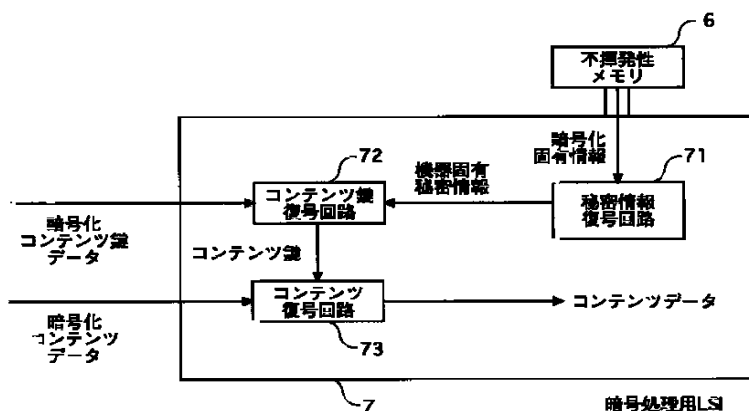 6
不揮発性
メモリ
暗号化
固有情報
71
72
機器固有
秘密情報
コンテンツ鍵
復号回路
秘密情報
復号回路
暗号化
コンテンツ鍵
データ
コンテンツ鍵
コンテンツ
復号回路
コンテンツデータ
暗号化
コンテンツ
データ
73
7
暗号処理用LSI